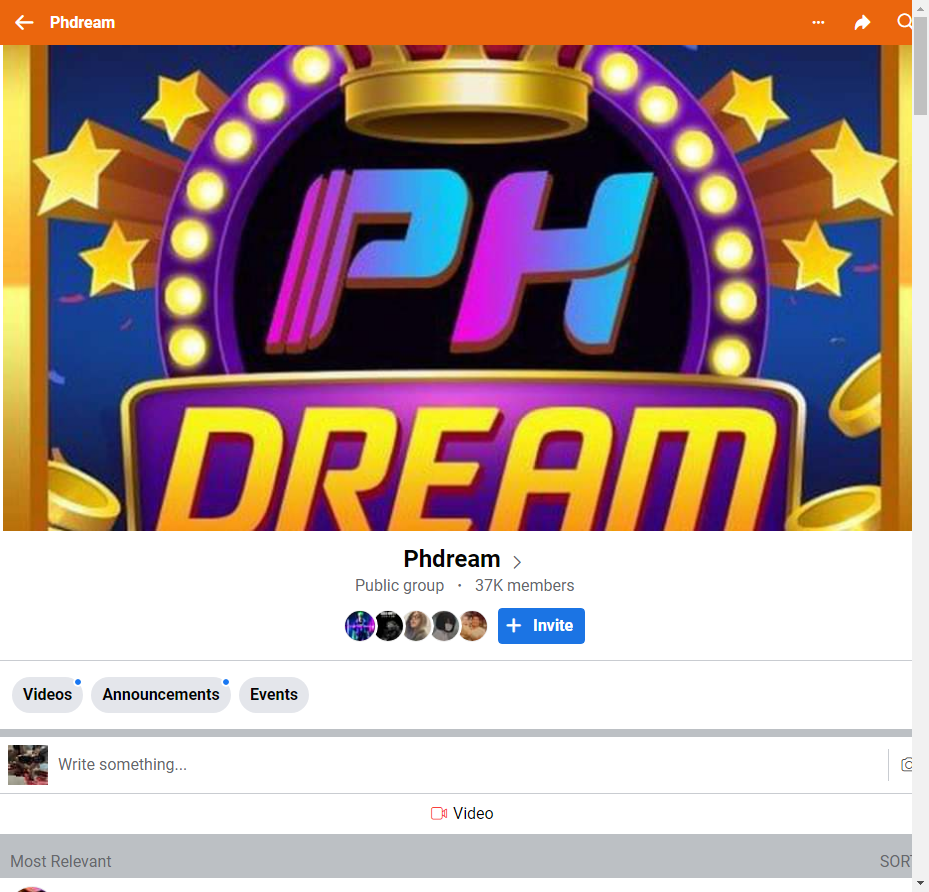 Phdream
PH
DREAM
Phdream
Public group · 37K members
+ Invite
Videos
Announcements
Events
Write something...
Video
Most Relevant
SORT